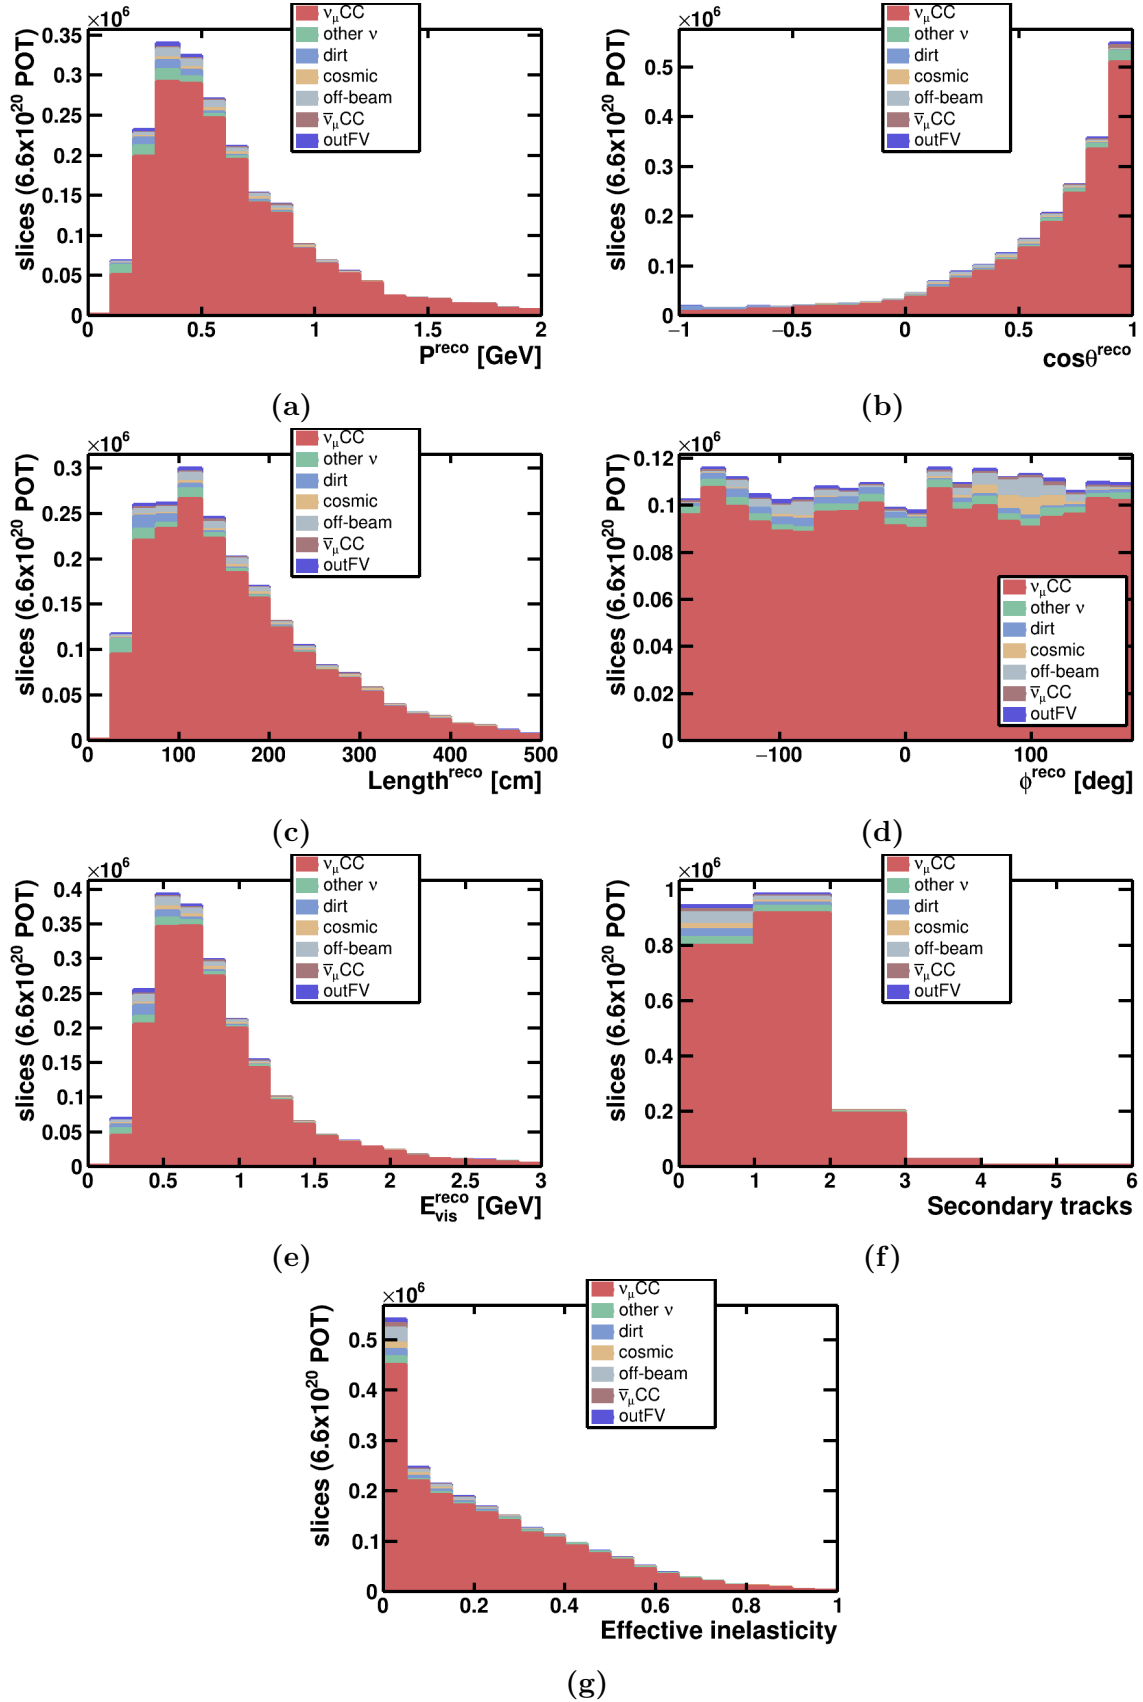 ×10⁶
slices (6.6x10²⁰ POT)
0.35
0.3
0.25
0.2
0.15
0.1
0.05
0
0 0.5 1 1.5 2
P^reco [GeV]
ν_μCC
other ν
dirt
cosmic
off-beam
ν̅_μCC
outFV
(a)
×10⁶
slices (6.6x10²⁰ POT)
0.5
0.4
0.3
0.2
0.1
0
−1 −0.5 0 0.5 1
cosθ^reco
ν_μCC
other ν
dirt
cosmic
off-beam
ν̅_μCC
outFV
(b)
×10⁶
slices (6.6x10²⁰ POT)
0.3
0.25
0.2
0.15
0.1
0.05
0
0 100 200 300 400 500
Length^reco [cm]
ν_μCC
other ν
dirt
cosmic
off-beam
ν̅_μCC
outFV
(c)
×10⁶
slices (6.6x10²⁰ POT)
0.12
0.1
0.08
0.06
0.04
0.02
0
−100 0 100
ϕ^reco [deg]
ν_μCC
other ν
dirt
cosmic
off-beam
ν̅_μCC
outFV
(d)
×10⁶
slices (6.6x10²⁰ POT)
0.4
0.35
0.3
0.25
0.2
0.15
0.1
0.05
0
0 0.5 1 1.5 2 2.5 3
E_vis^reco [GeV]
ν_μCC
other ν
dirt
cosmic
off-beam
ν̅_μCC
outFV
(e)
×10⁶
slices (6.6x10²⁰ POT)
1
0.8
0.6
0.4
0.2
0
0 1 2 3 4 5 6
Secondary tracks
ν_μCC
other ν
dirt
cosmic
off-beam
ν̅_μCC
outFV
(f)
×10⁶
slices (6.6x10²⁰ POT)
0.5
0.4
0.3
0.2
0.1
0
0 0.2 0.4 0.6 0.8 1
Effective inelasticity
ν_μCC
other ν
dirt
cosmic
off-beam
ν̅_μCC
outFV
(g)